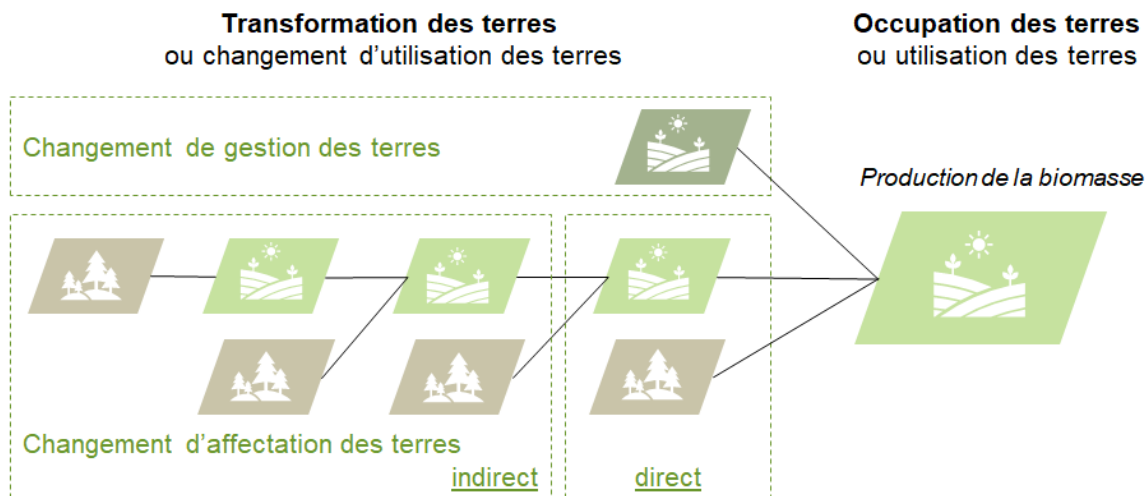 Transformation des terres
ou changement d'utilisation des terres
Occupation des terres
ou utilisation des terres
Changement de gestion des terres
Production de la biomasse
Changement d'affectation des terres
indirect
direct